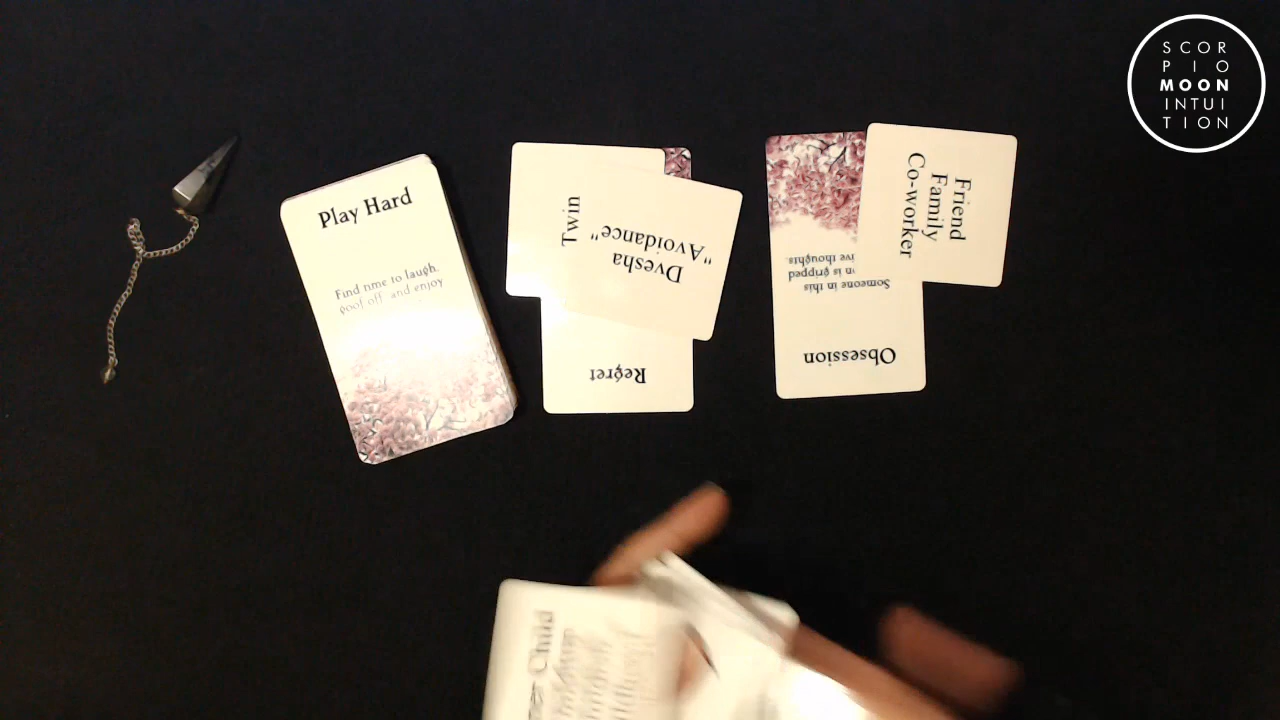 SCOR
PIO
MOON
INTUI
TION
Play Hard
Find time to laugh,
goof off, and enjoy
Twin
Dvesha
"Avoidance"
Regret
Friend
Family
Co-worker
Obsession
Someone in this
is gripped
thoughts.
Child